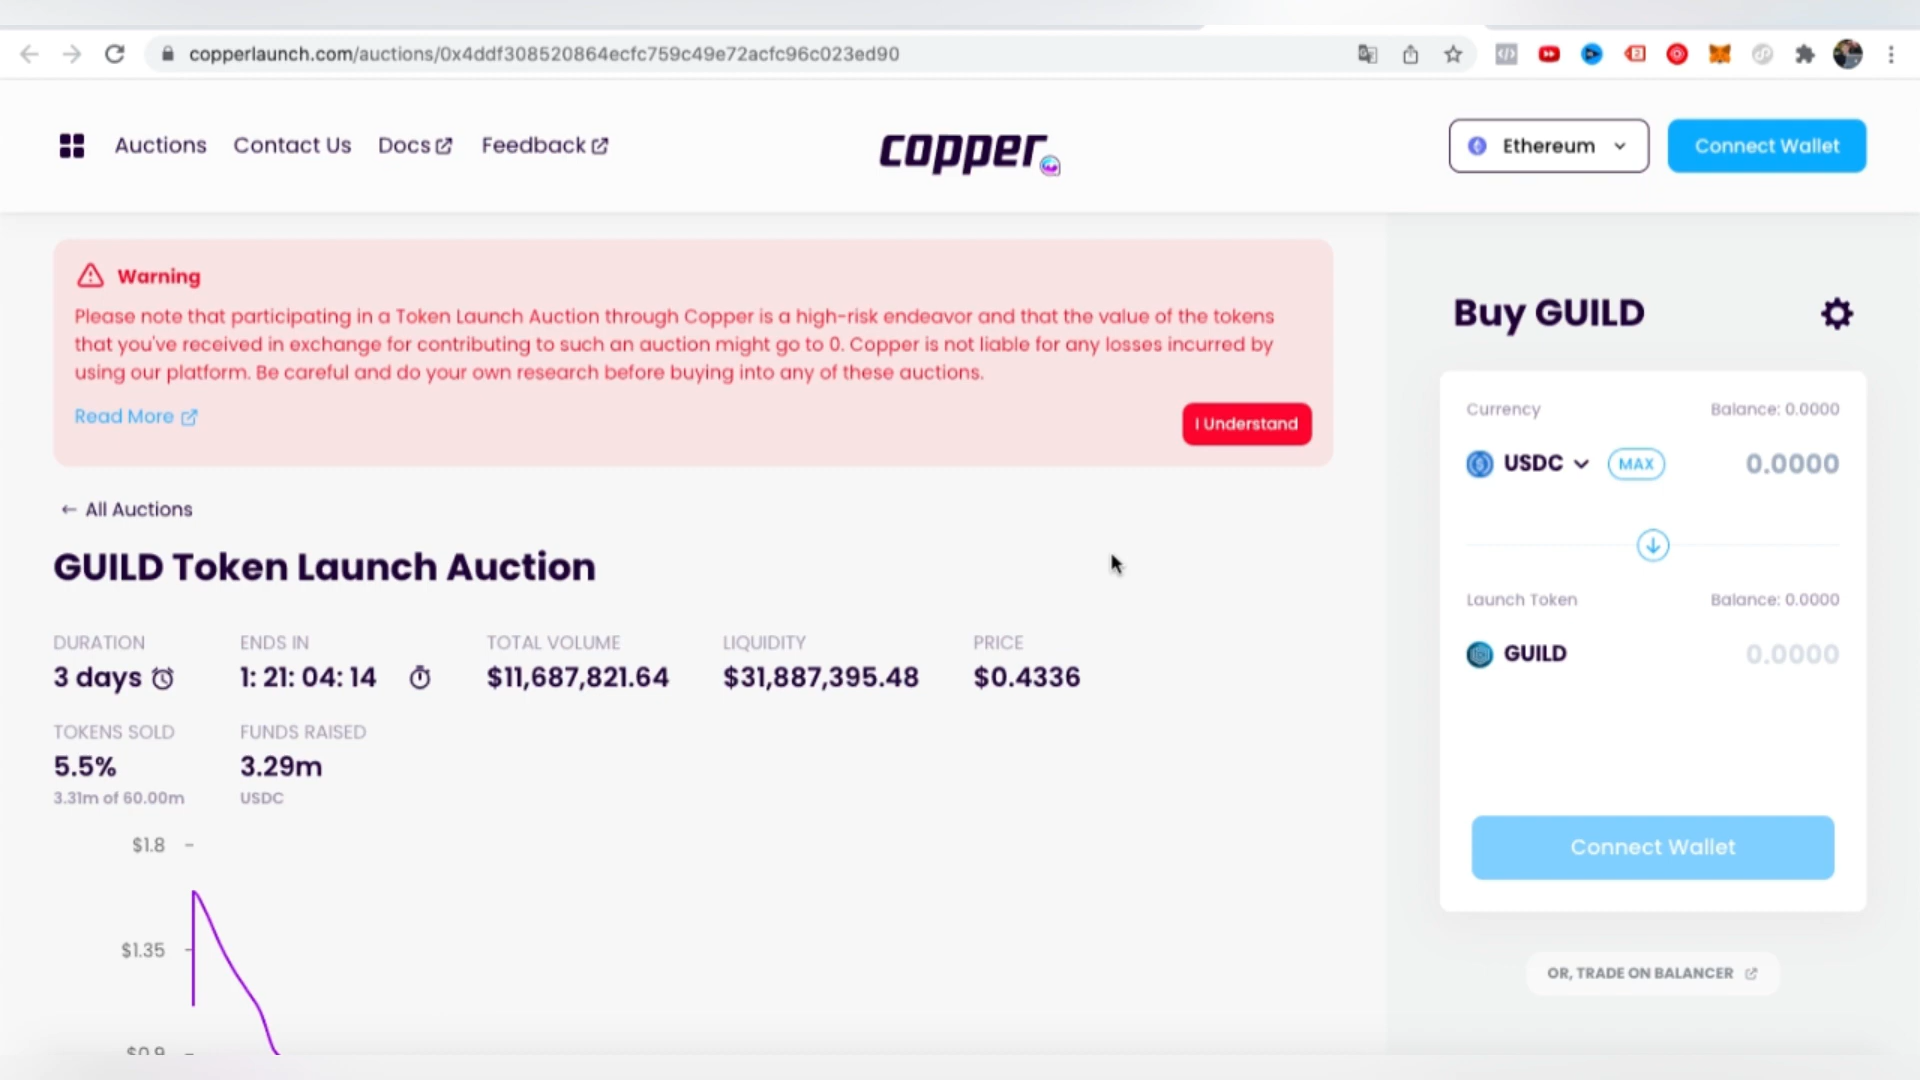 copperlaunch.com/auctions/0x4ddf308520864ecfc759c49e72acfc96c023ed90
Auctions Contact Us Docs Feedback
copper
Ethereum
Connect Wallet
Warning
Please note that participating in a Token Launch Auction through Copper is a high-risk endeavor and that the value of the tokens
that you've received in exchange for contributing to such an auction might go to 0. Copper is not liable for any losses incurred by
using our platform. Be careful and do your own research before buying into any of these auctions.
Read More
I Understand
← All Auctions
GUILD Token Launch Auction
DURATION ENDS IN TOTAL VOLUME LIQUIDITY PRICE
3 days 1: 21: 04: 14 $11,687,821.64 $31,887,395.48 $0.4336
TOKENS SOLD FUNDS RAISED
5.5% 3.29m
3.31m of 60.00m USDC
$1.8
$1.35
$0.9
Buy GUILD
Currency Balance: 0.0000
USDC MAX 0.0000
Launch Token Balance: 0.0000
GUILD 0.0000
Connect Wallet
OR, TRADE ON BALANCER